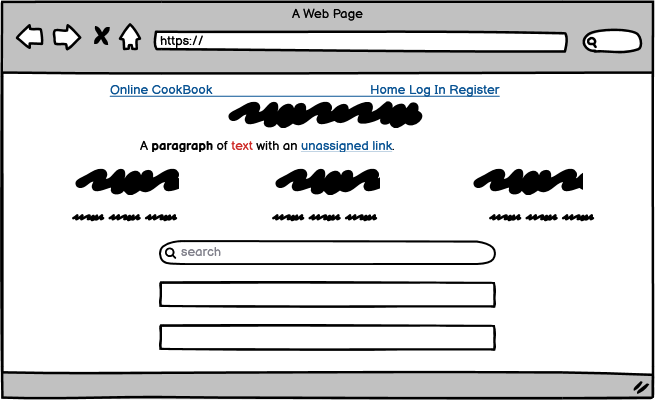 A Web Page
https://
Online CookBook Home Log In Register
A paragraph of text with an unassigned link.
search